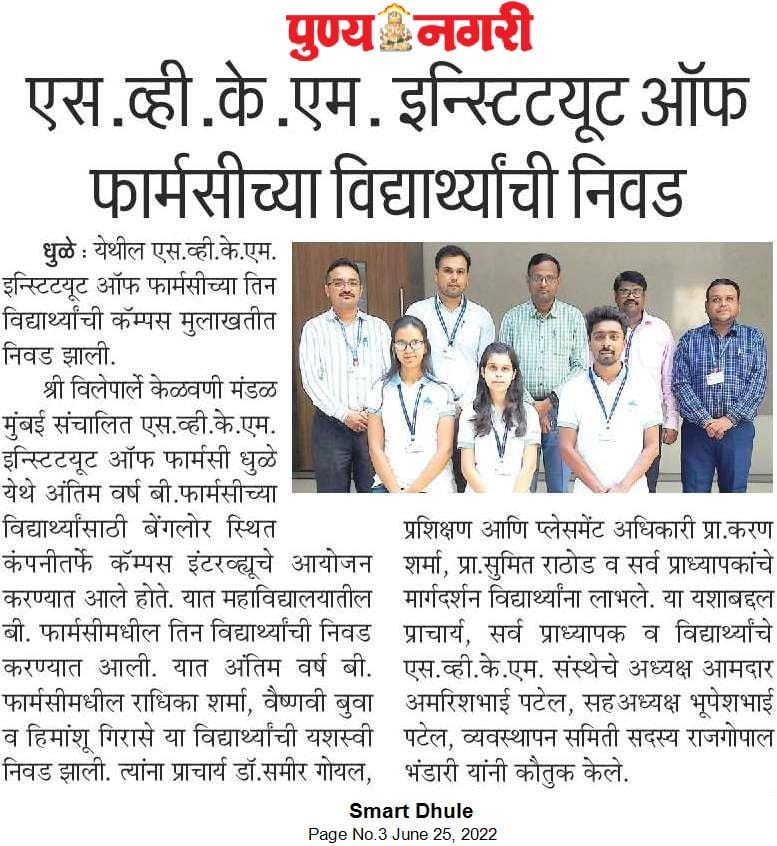 पुण्य नगरी
एस.व्ही.के.एम. इन्स्टिटयूट ऑफ
फार्मसीच्या विद्यार्थ्यांची निवड
धुळे : येथील एस.व्ही.के.एम.
इन्स्टिटयूट ऑफ फार्मसीच्या तिन
विद्यार्थ्यांची कॅम्पस मुलाखतीत
निवड झाली.
श्री विलेपार्ले केळवणी मंडळ
मुंबई संचालित एस.व्ही.के.एम.
इन्स्टिटयूट ऑफ फार्मसी धुळे
येथे अंतिम वर्ष बी.फार्मसीच्या
विद्यार्थ्यांसाठी बेंगलोर स्थित
कंपनीतर्फे कॅम्पस इंटरव्ह्यूचे आयोजन
करण्यात आले होते. यात महाविद्यालयातील
बी. फार्मसीमधील तिन विद्यार्थ्यांची निवड
करण्यात आली. यात अंतिम वर्ष बी.
फार्मसीमधील राधिका शर्मा, वैष्णवी बुवा
व हिमांशू गिरासे या विद्यार्थ्यांची यशस्वी
निवड झाली. त्यांना प्राचार्य डॉ.समीर गोयल,
प्रशिक्षण आणि प्लेसमेंट अधिकारी प्रा.करण
शर्मा, प्रा.सुमित राठोड व सर्व प्राध्यापकांचे
मार्गदर्शन विद्यार्थ्यांना लाभले. या यशाबद्दल
प्राचार्य, सर्व प्राध्यापक व विद्यार्थ्यांचे
एस.व्ही.के.एम. संस्थेचे अध्यक्ष आमदार
अमरिशभाई पटेल, सहअध्यक्ष भूपेशभाई
पटेल, व्यवस्थापन समिती सदस्य राजगोपाल
भंडारी यांनी कौतुक केले.
Smart Dhule
Page No.3 June 25, 2022